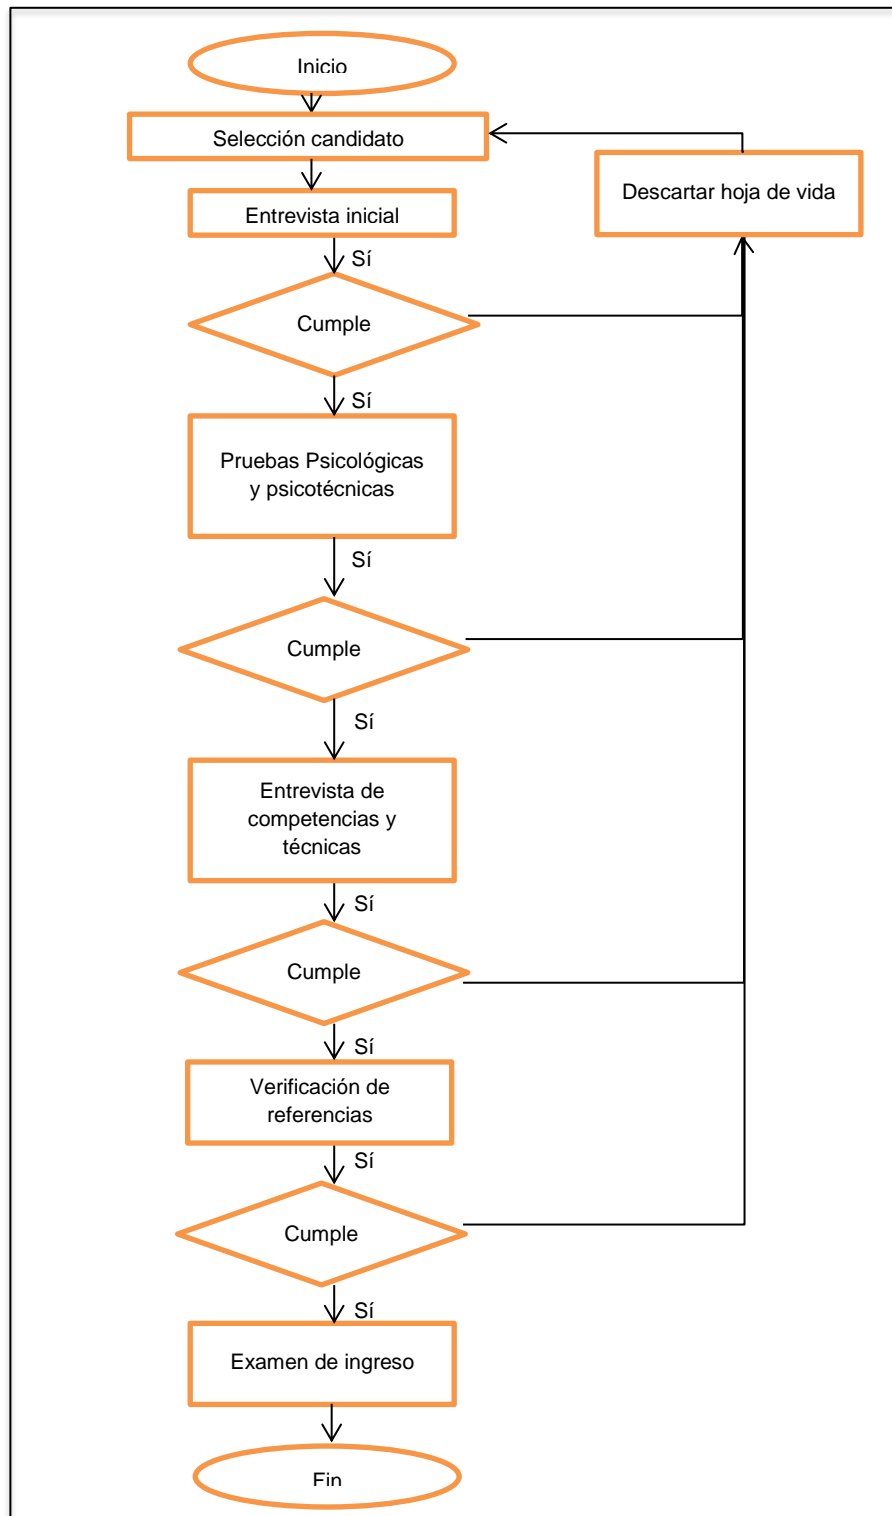 Inicio
Selección candidato
Descartar hoja de vida
Entrevista inicial
Sí
Cumple
Sí
Pruebas Psicológicas
y psicotécnicas
Sí
Cumple
Sí
Entrevista de
competencias y
técnicas
Sí
Cumple
Sí
Verificación de
referencias
Sí
Cumple
Sí
Examen de ingreso
Fin